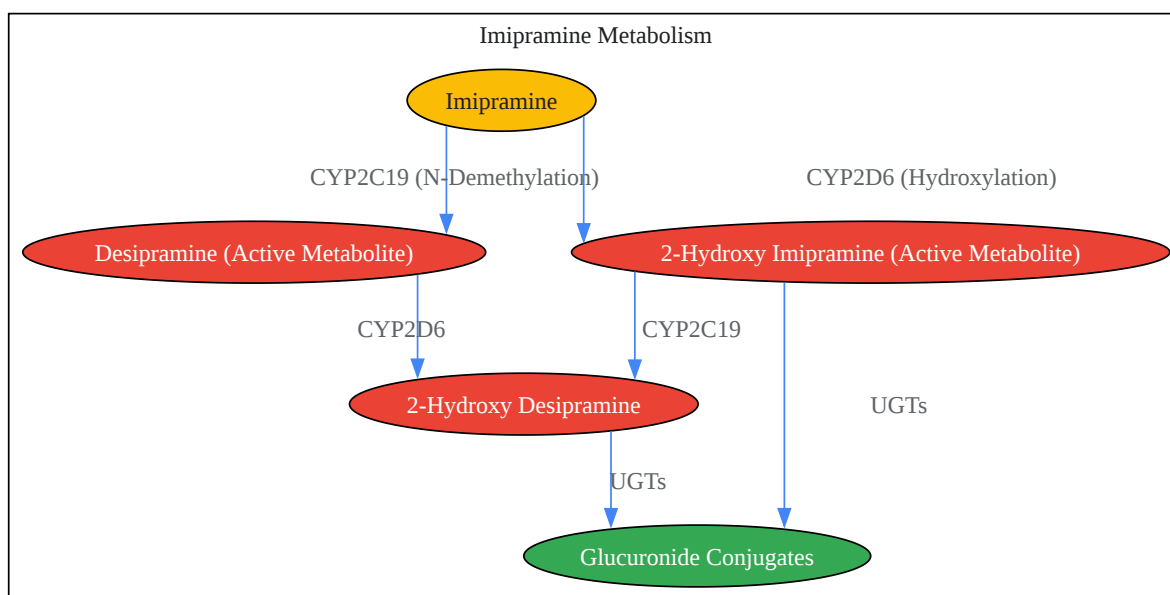 Imipramine Metabolism
Imipramine
CYP2C19 (N-Demethylation)
CYP2D6 (Hydroxylation)
Desipramine (Active Metabolite)
2-Hydroxy Imipramine (Active Metabolite)
CYP2D6
CYP2C19
2-Hydroxy Desipramine
UGTs
UGTs
Glucuronide Conjugates